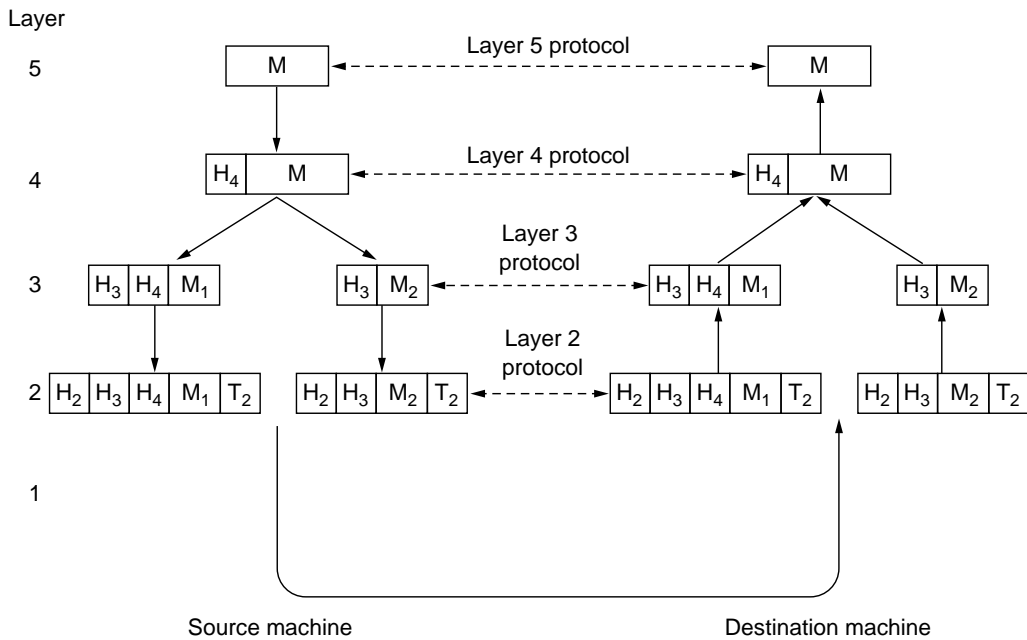 Layer
5 M Layer 5 protocol M
4 H₄ M Layer 4 protocol H₄ M
Layer 3
protocol
3 H₃ H₄ M₁ H₃ M₂ H₃ H₄ M₁ H₃ M₂
Layer 2
protocol
2 H₂ H₃ H₄ M₁ T₂ H₂ H₃ M₂ T₂ H₂ H₃ H₄ M₁ T₂ H₂ H₃ M₂ T₂
1
Source machine Destination machine